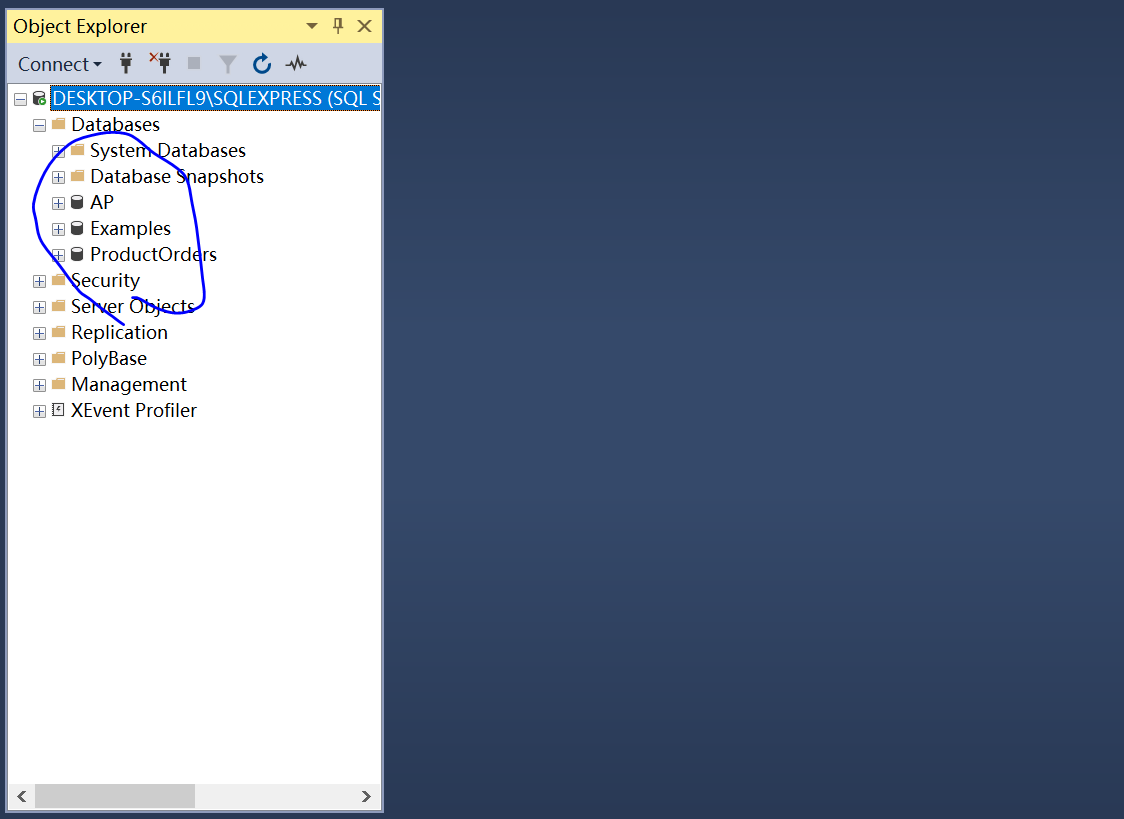 Object Explorer
Connect
DESKTOP-S6ILFL9\SQLEXPRESS (SQL S
Databases
System Databases
Database Snapshots
AP
Examples
ProductOrders
Security
Server Objects
Replication
PolyBase
Management
XEvent Profiler